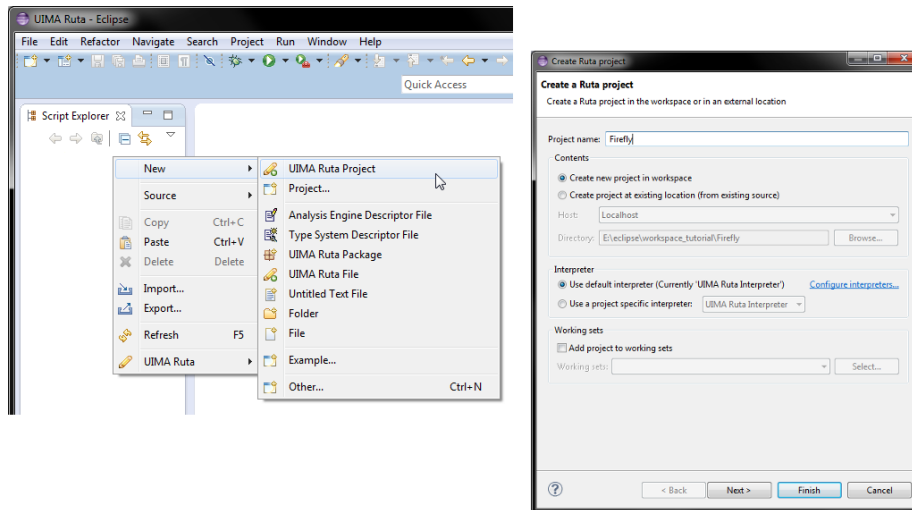 UIMA Ruta - Eclipse
File Edit Refactor Navigate Search Project Run Window Help
Quick Access
Script Explorer
New
Source
Copy Ctrl+C
Paste Ctrl+V
Delete Delete
Import...
Export...
Refresh F5
UIMA Ruta
UIMA Ruta Project
Project...
Analysis Engine Descriptor File
Type System Descriptor File
UIMA Ruta Package
UIMA Ruta File
Untitled Text File
Folder
File
Example...
Other... Ctrl+N
Create Ruta project
Create a Ruta project
Create a Ruta project in the workspace or in an external location
Project name: Firefly
Contents
Create new project in workspace
Create project at existing location (from existing source)
Host: Localhost
Directory: E:\eclipse\workspace_tutorial\Firefly Browse...
Interpreter
Use default interpreter (Currently 'UIMA Ruta Interpreter') Configure interpreters...
Use a project specific interpreter: UIMA Ruta Interpreter
Working sets
Add project to working sets
Working sets: Select...
? < Back Next > Finish Cancel